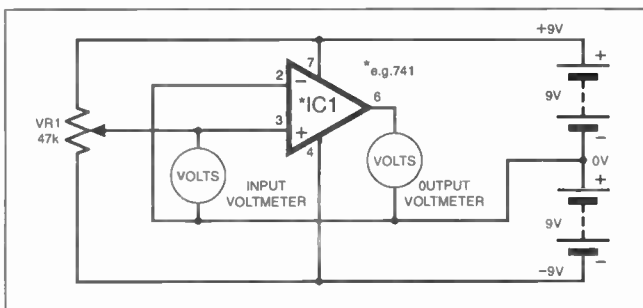 +9V
7
*e.g.741
+
2
−
*IC1
6
9V
VR1
47k
3
+
4
−
VOLTS
VOLTS
0V
INPUT
VOLTMETER
OUTPUT
VOLTMETER
+
9V
−
−9V